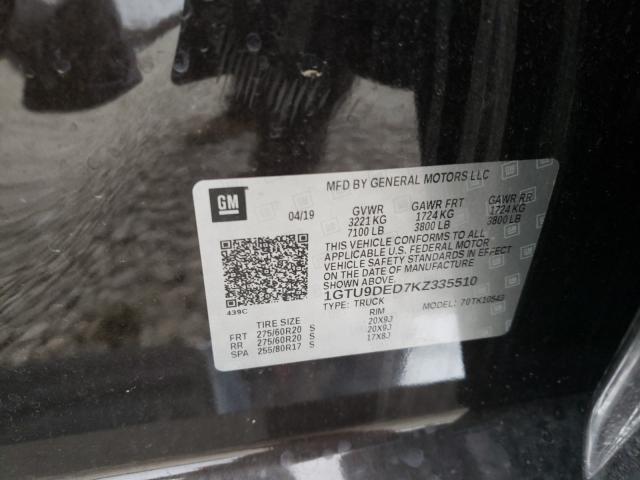 GM
MFD BY GENERAL MOTORS LLC
04/19
GVWR GAWR FRT GAWR RR
3221 KG 1724 KG 1724 KG
7100 LB 3800 LB 3800 LB
THIS VEHICLE CONFORMS TO ALL
APPLICABLE U.S. FEDERAL MOTOR
VEHICLE SAFETY STANDARDS IN EFFECT
ON THE DATE OF MANUFACTURE
SHOWN ABOVE.
1GTU9DED7KZ335510
439C
TYPE: TRUCK MODEL: 70TK10543
TIRE SIZE RIM
FRT 275/60R20 S 20X9J
RR 275/60R20 S 20X9J
SPA 255/80R17 S 17X8J